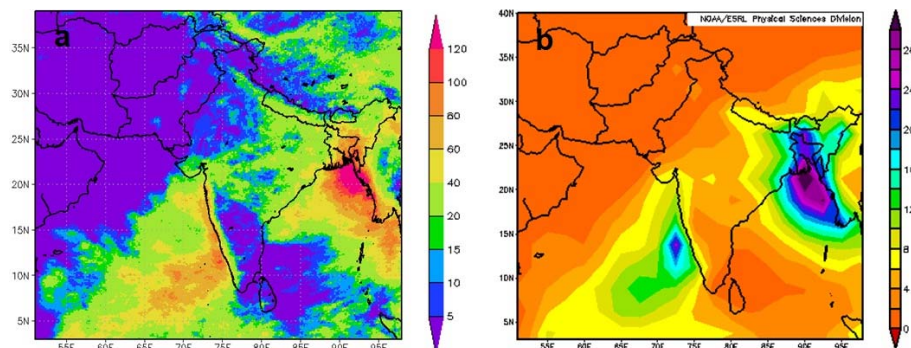 a
35N
30N
25N
20N
15N
10N
5N
55E 60E 65E 70E 75E 80E 85E 90E 95E
120
100
80
60
40
20
15
10
5
NOAA/ESRL Physical Sciences Division
b
40N
35N
30N
25N
20N
15N
10N
5N
55E 60E 65E 70E 75E 80E 85E 90E 95E
8
4
0